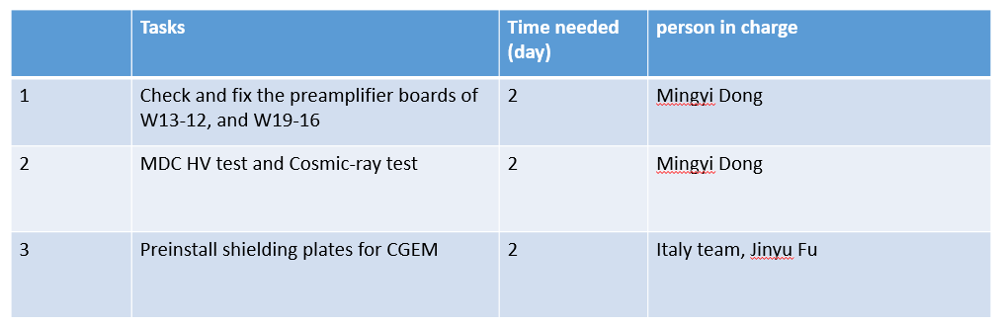 Tasks
Time needed
(day)
person in charge
1
Check and fix the preamplifier boards of
W13-12, and W19-16
2
Mingyi Dong
2
MDC HV test and Cosmic-ray test
2
Mingyi Dong
3
Preinstall shielding plates for CGEM
2
Italy team, Jinyu Fu